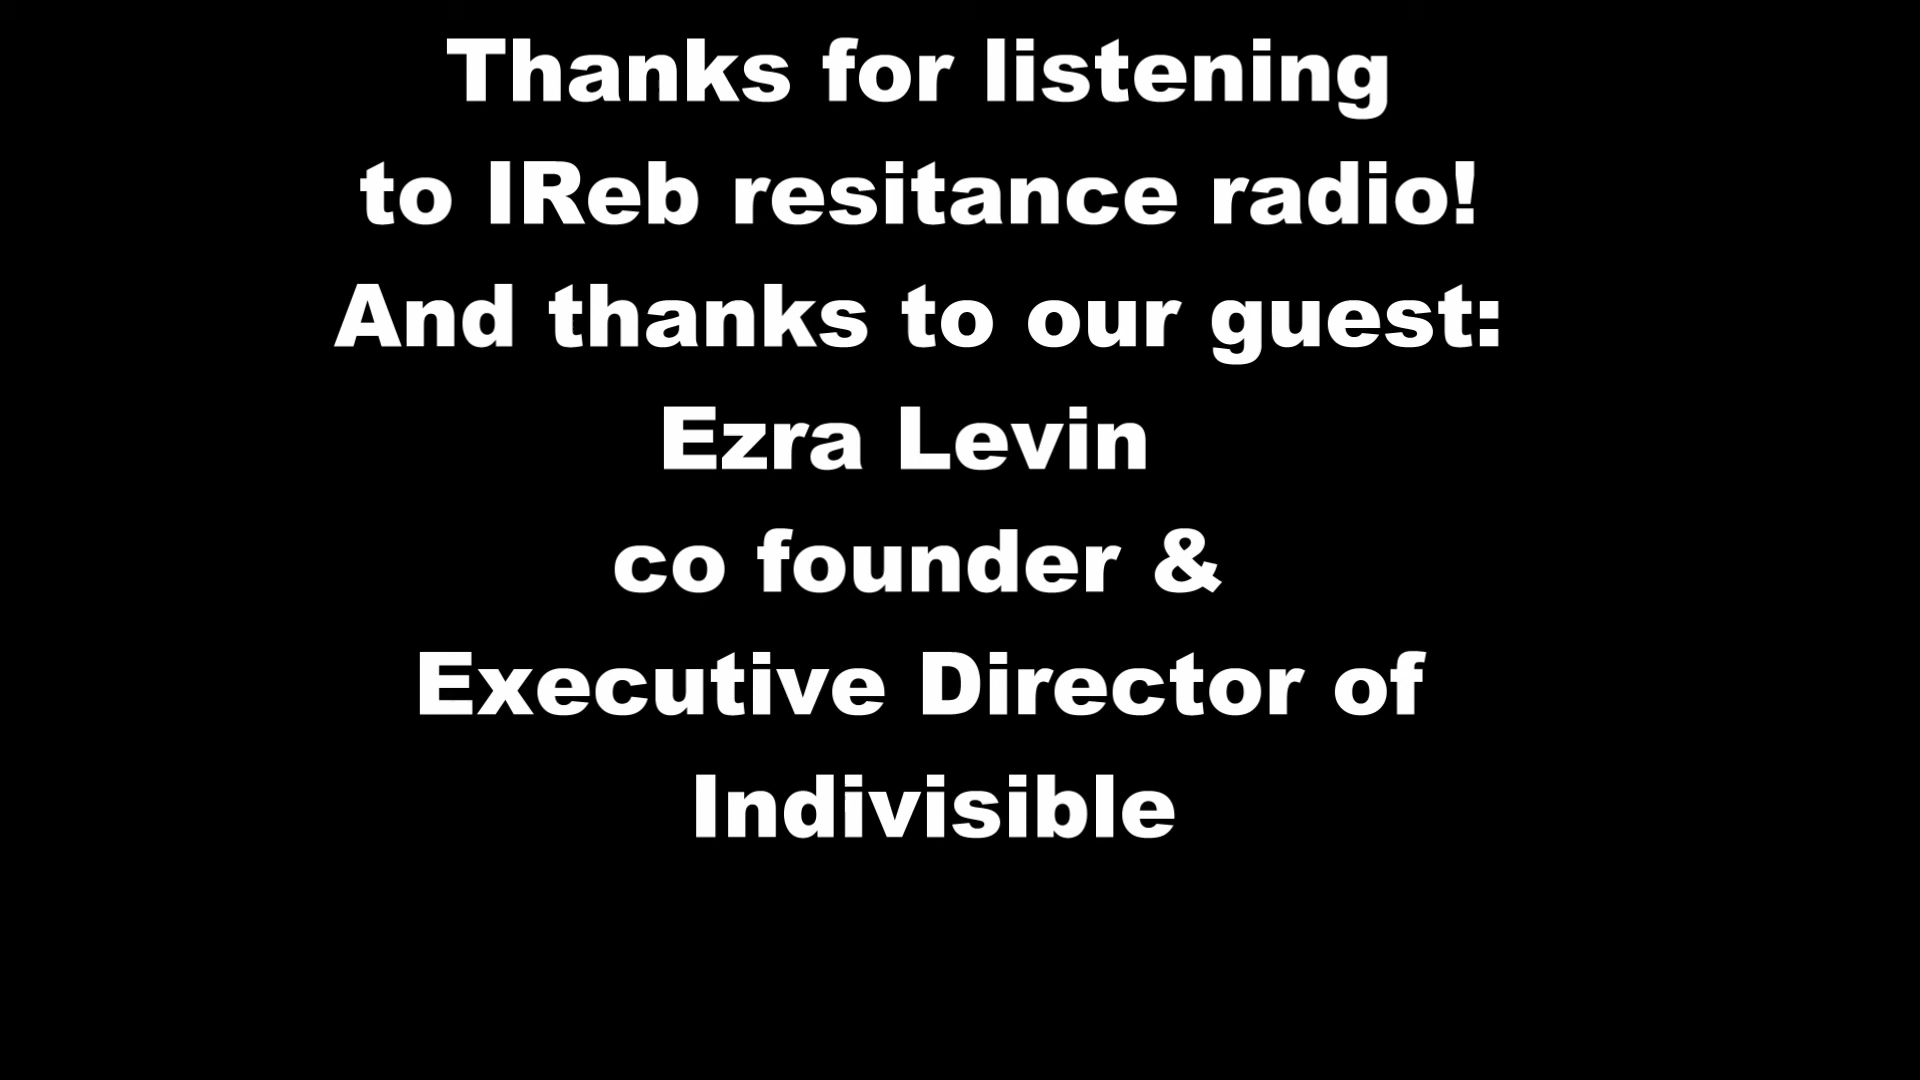 Thanks for listening
to IReb resitance radio!
And thanks to our guest:
Ezra Levin
co founder &
Executive Director of
Indivisible